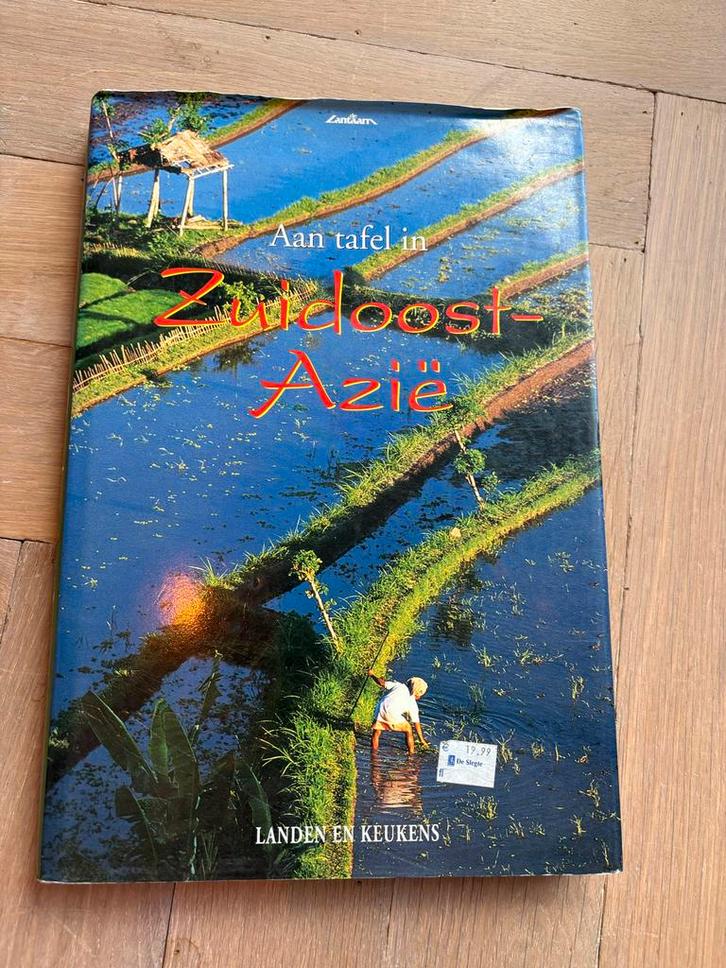 Lantaarn
Aan tafel in
Zuidoost-
Azië
€ 19,99
De Slegte
LANDEN EN KEUKENS